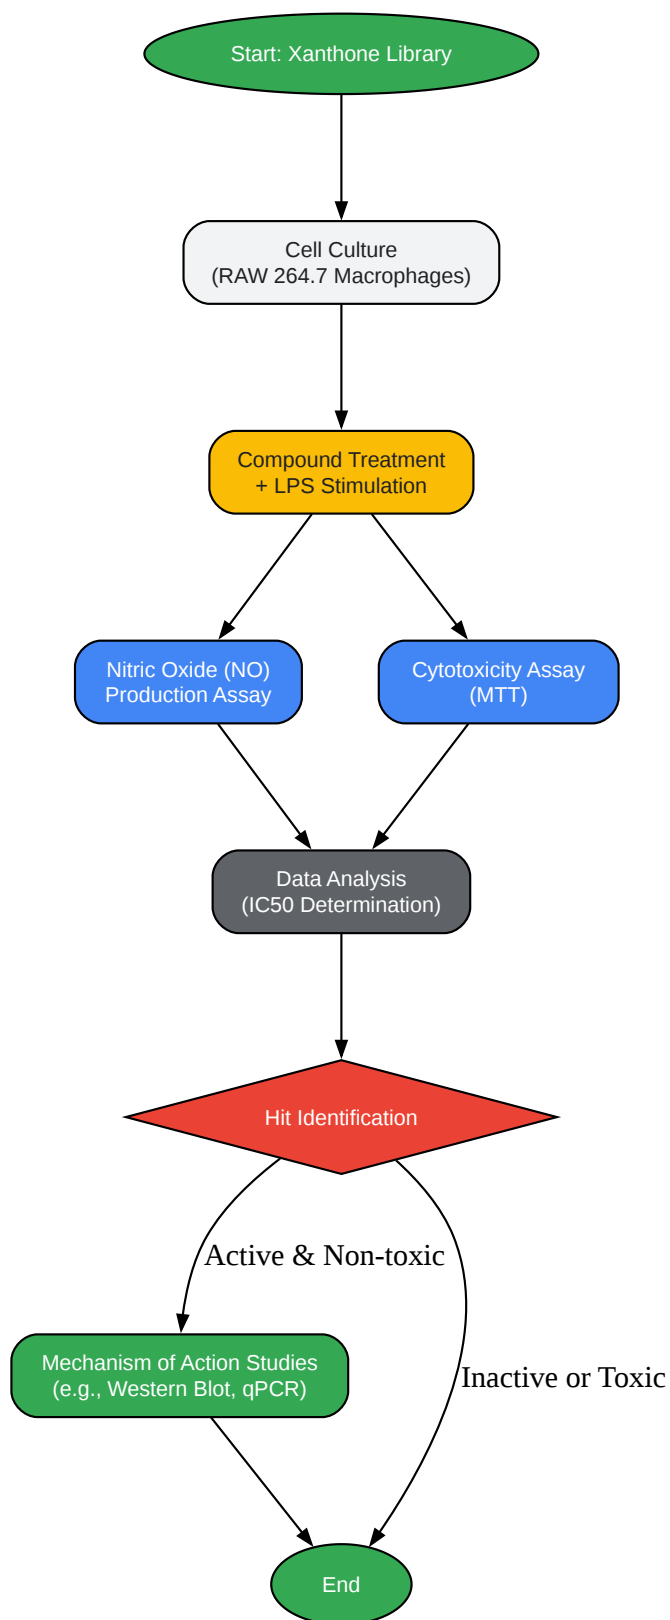 Start: Xanthone Library
Cell Culture
(RAW 264.7 Macrophages)
Compound Treatment
+ LPS Stimulation
Nitric Oxide (NO)
Production Assay
Cytotoxicity Assay
(MTT)
Data Analysis
(IC50 Determination)
Hit Identification
Active & Non-toxic
Mechanism of Action Studies
(e.g., Western Blot, qPCR)
Inactive or Toxic
End